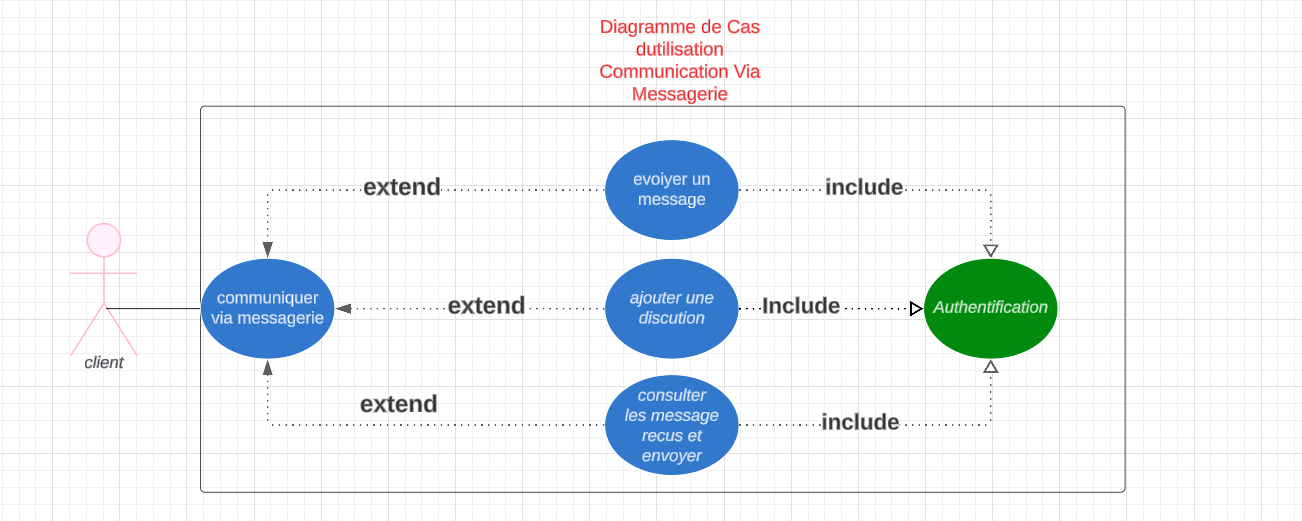 Diagramme de Cas
dutilisation
Communication Via
Messagerie
extend
evoiyer un
message
include
communiquer
via messagerie
extend
ajouter une
discution
Include
Authentification
client
extend
consulter
les message
recus et
envoyer
include